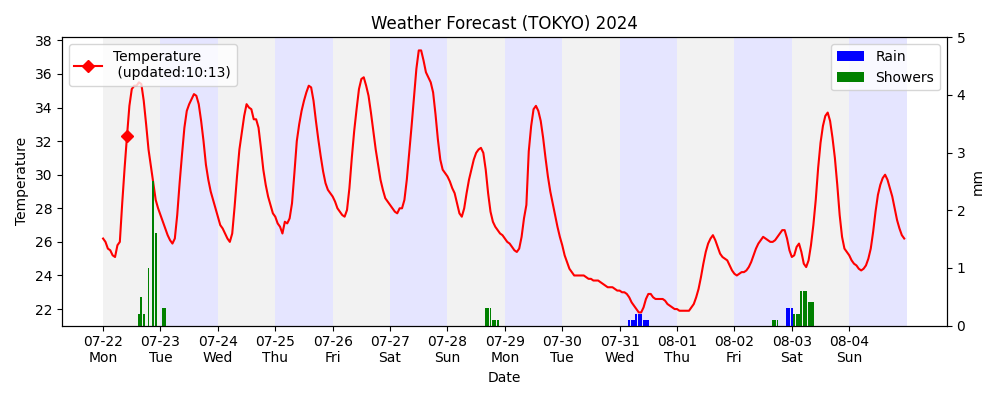 Weather Forecast (TOKYO) 2024
Temperature
(updated:10:13)
Rain
Showers
38
36
34
32
30
28
26
24
22
Temperature
5
4
3
2
1
0
mm
07-22 07-23 07-24 07-25 07-26 07-27 07-28 07-29 07-30 07-31 08-01 08-02 08-03 08-04
Mon Tue Wed Thu Fri Sat Sun Mon Tue Wed Thu Fri Sat Sun
Date